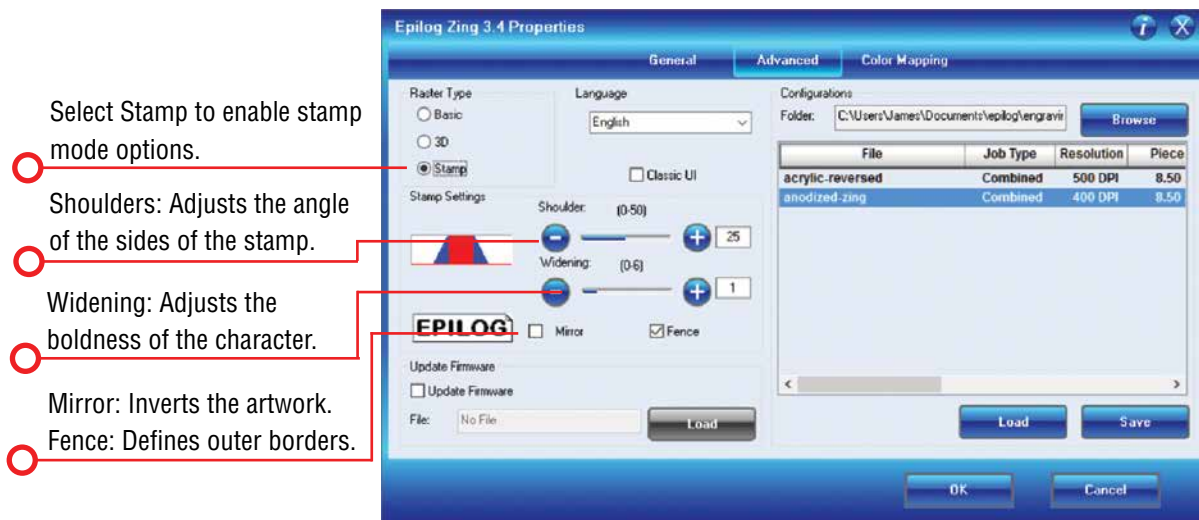 Select Stamp to enable stamp
mode options.
Shoulders: Adjusts the angle
of the sides of the stamp.
Widening: Adjusts the
boldness of the character.
Mirror: Inverts the artwork.
Fence: Defines outer borders.
Epilog Zing 3.4 Properties
General Advanced Color Mapping
Raster Type
Basic
3D
Stamp
Language
English
Classic UI
Stamp Settings
Shoulder: (0-50)
25
Widening: (0-6)
1
EPILOG
Mirror Fence
Update Firmware
Update Firmware
File: No File Load
Configurations
Folder: C:\Users\James\Documents\epilog\engravir Browse
File Job Type Resolution Piece
acrylic-reversed Combined 500 DPI 8.50
anodized-zing Combined 400 DPI 8.50
Load Save
OK Cancel